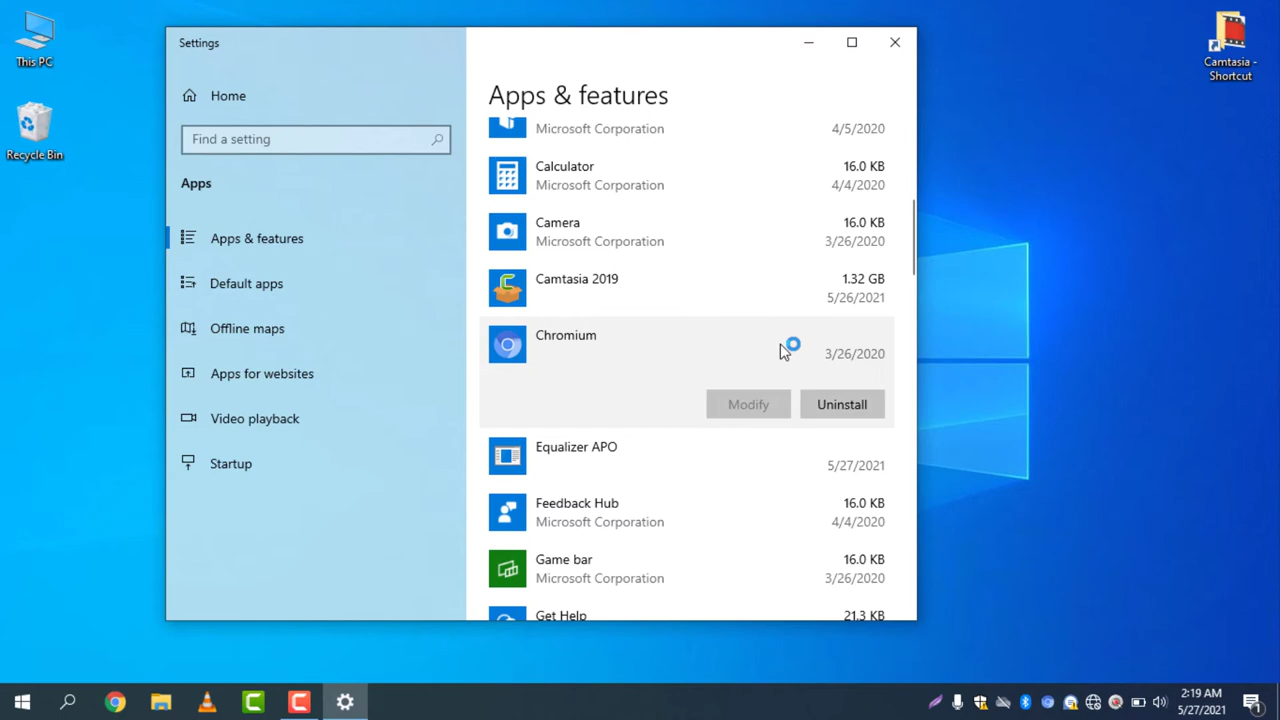 This PC
Recycle Bin
Camtasia -
Shortcut
Settings
Home
Find a setting
Apps
Apps & features
Default apps
Offline maps
Apps for websites
Video playback
Startup
Apps & features
Microsoft Corporation 4/5/2020
Calculator 16.0 KB
Microsoft Corporation 4/4/2020
Camera 16.0 KB
Microsoft Corporation 3/26/2020
Camtasia 2019 1.32 GB
5/26/2021
Chromium
3/26/2020
Modify Uninstall
Equalizer APO
5/27/2021
Feedback Hub 16.0 KB
Microsoft Corporation 4/4/2020
Game bar 16.0 KB
Microsoft Corporation 3/26/2020
Get Help 21.3 KB
2:19 AM
5/27/2021
1